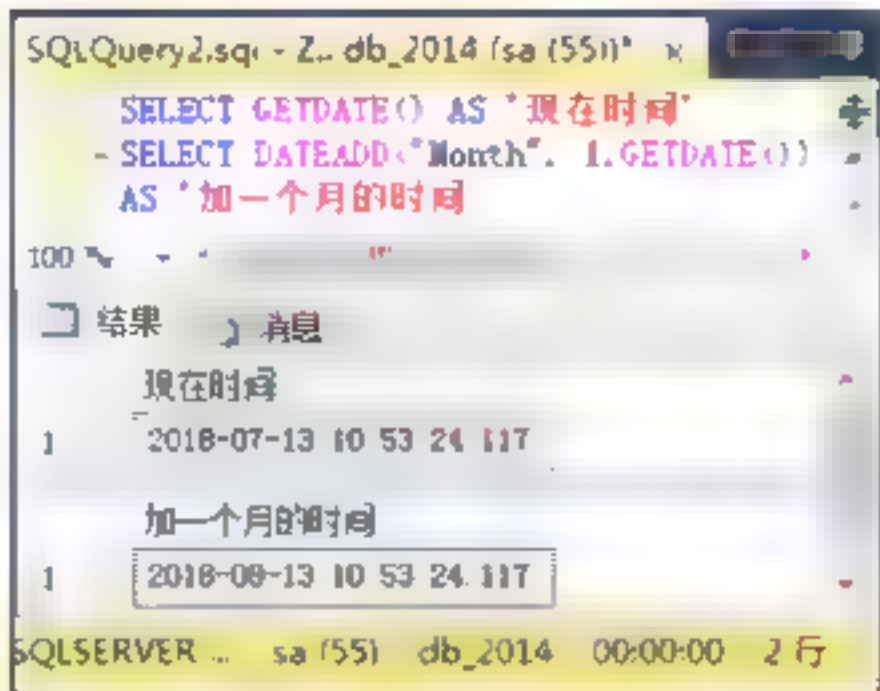 SQLQuery2.sql - Z... db_2014 (sa (55))* ×
SELECT GETDATE() AS '现在时间'
SELECT DATEADD("Month", 1,GETDATE())
AS '加一个月的时间
100 %
结果 消息
现在时间
1 2018-07-13 10 53 24 117
加一个月的时间
1 2018-08-13 10 53 24.117
SQLSERVER ... sa (55) db_2014 00:00:00 2 行